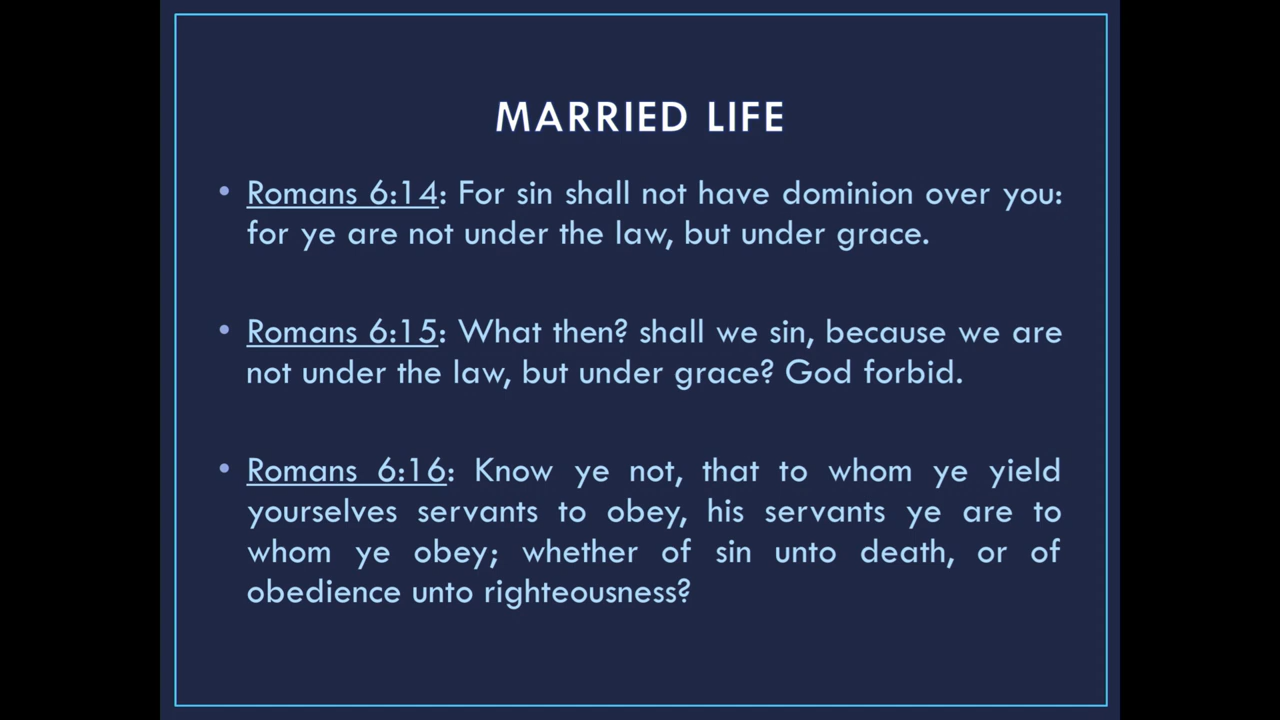 MARRIED LIFE
• Romans 6:14: For sin shall not have dominion over you:
for ye are not under the law, but under grace.
• Romans 6:15: What then? shall we sin, because we are
not under the law, but under grace? God forbid.
• Romans 6:16: Know ye not, that to whom ye yield
yourselves servants to obey, his servants ye are to
whom ye obey; whether of sin unto death, or of
obedience unto righteousness?